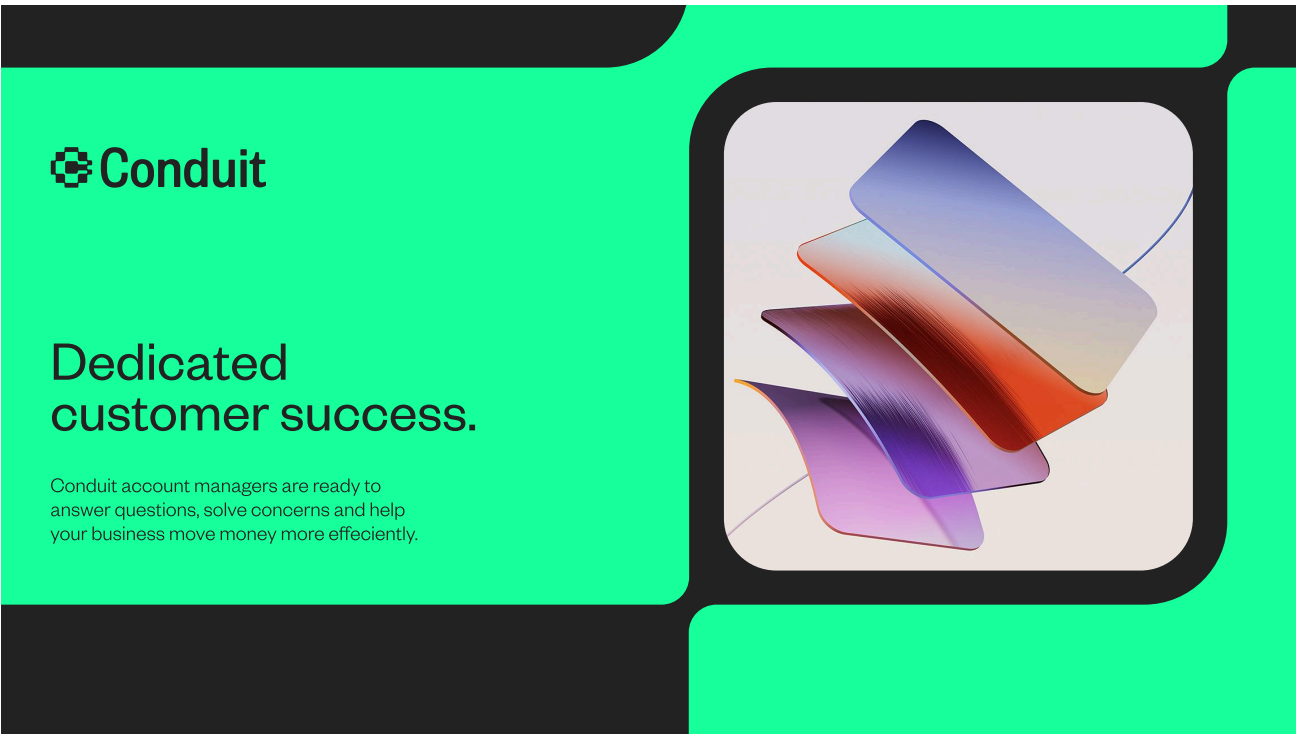 Conduit
Dedicated
customer success.
Conduit account managers are ready to
answer questions, solve concerns and help
your business move money more effeciently.